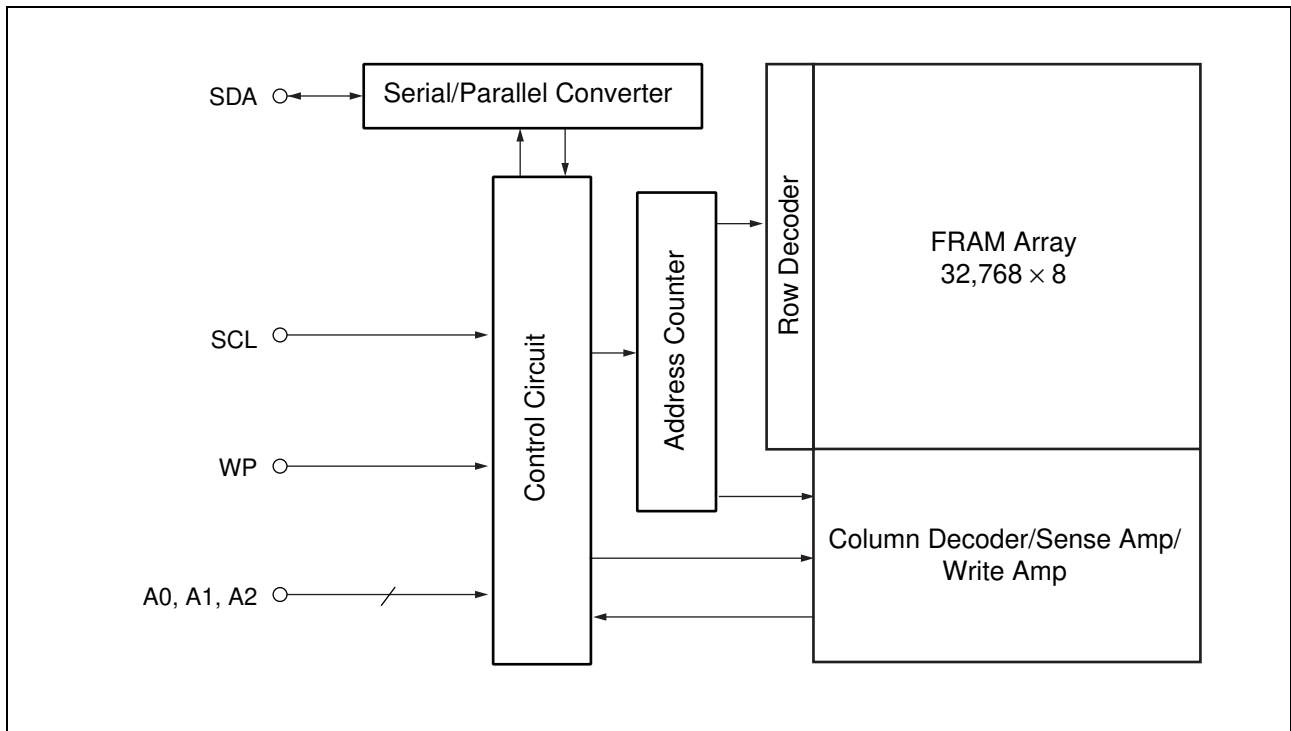 SDA
Serial/Parallel Converter
SCL
WP
A0, A1, A2
Control Circuit
Address Counter
Row Decoder
FRAM Array
32,768 × 8
Column Decoder/Sense Amp/
Write Amp